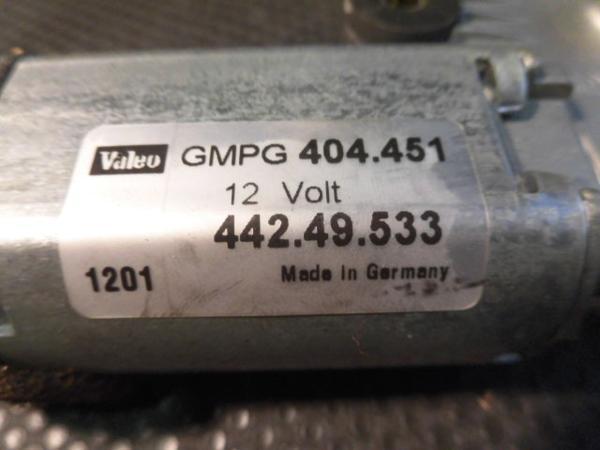 Valeo GMPG 404.451
12 Volt
442.49.533
1201 Made in Germany